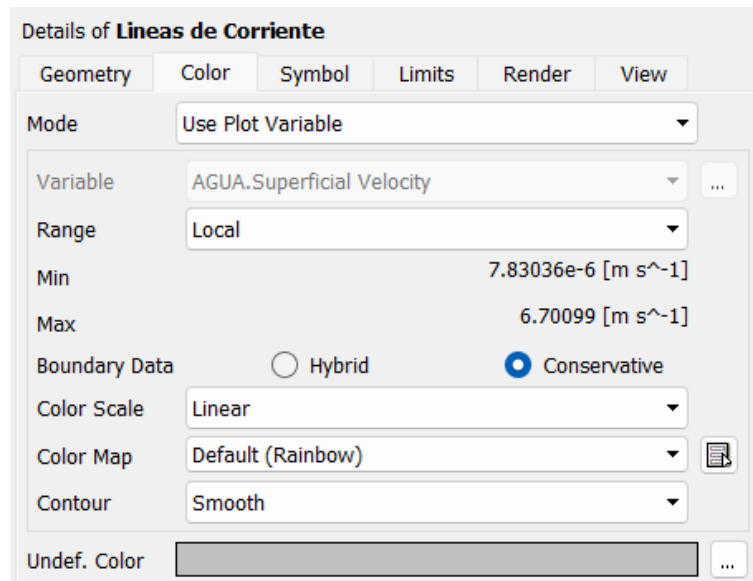 Details of Lineas de Corriente
Geometry Color Symbol Limits Render View
Mode Use Plot Variable
Variable AGUA.Superficial Velocity ...
Range Local
Min 7.83036e-6 [m s^-1]
Max 6.70099 [m s^-1]
Boundary Data Hybrid Conservative
Color Scale Linear
Color Map Default (Rainbow)
Contour Smooth
Undef. Color ...